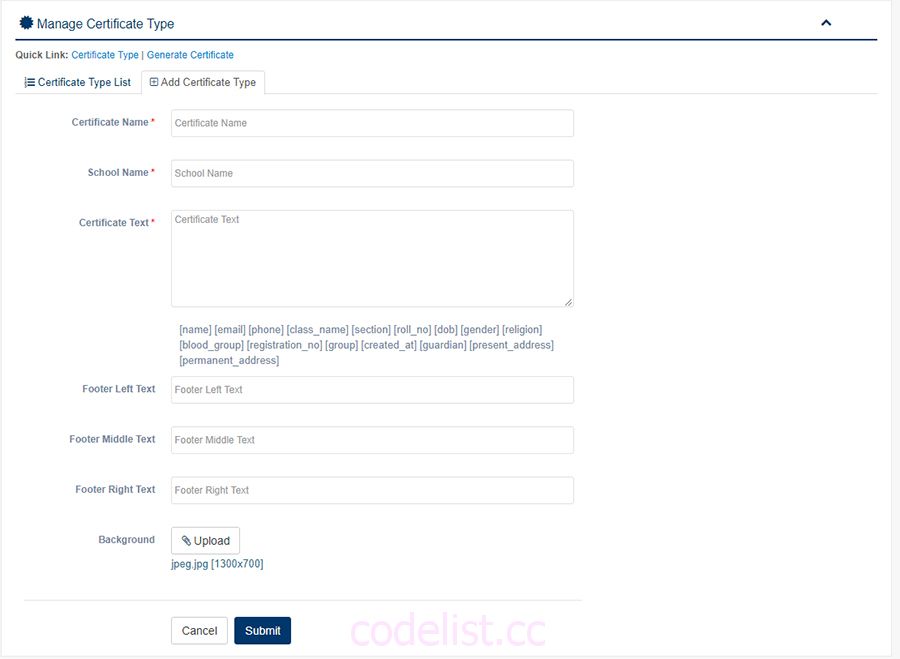 Manage Certificate Type
Quick Link: Certificate Type | Generate Certificate
Certificate Type List
Add Certificate Type
Certificate Name *
Certificate Name
School Name *
School Name
Certificate Text *
Certificate Text
[name] [email] [phone] [class_name] [section] [roll_no] [dob] [gender] [religion]
[blood_group] [registration_no] [group] [created_at] [guardian] [present_address]
[permanent_address]
Footer Left Text
Footer Left Text
Footer Middle Text
Footer Middle Text
Footer Right Text
Footer Right Text
Background
Upload
jpeg.jpg [1300x700]
Cancel
Submit
codelist.cc